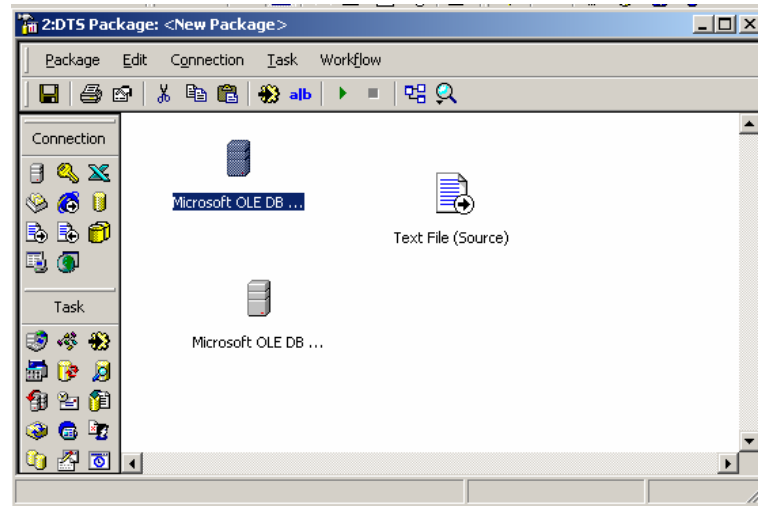 2:DTS Package: <New Package>
Package Edit Connection Task Workflow
a|b
Connection
Microsoft OLE DB ...
Text File (Source)
Microsoft OLE DB ...
Task